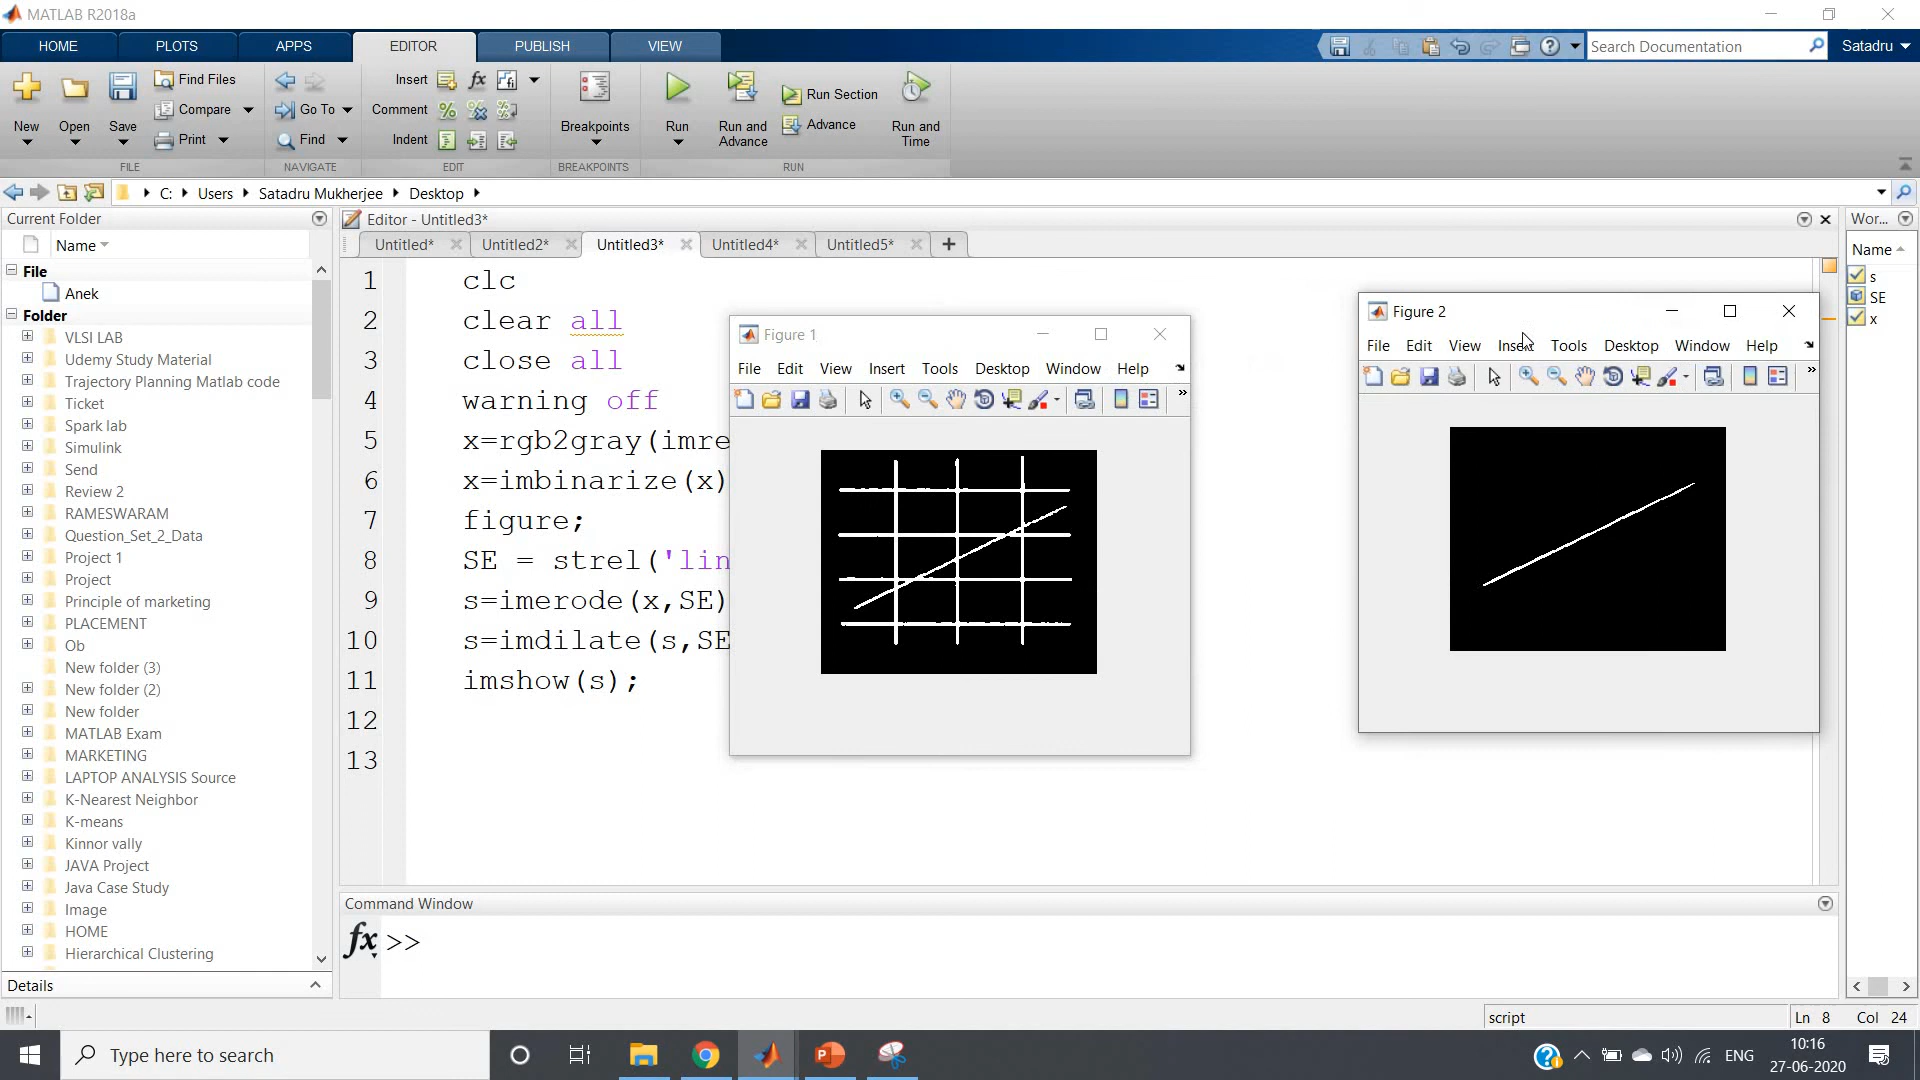 MATLAB R2018a
HOME PLOTS APPS EDITOR PUBLISH VIEW
Search Documentation
Satadru
New
Open
Save
Find Files
Compare
Print
FILE
Go To
Find
NAVIGATE
Insert
Comment
Indent
EDIT
Breakpoints
BREAKPOINTS
Run
Run and
Advance
Run Section
Advance
Run and
Time
RUN
C: Users Satadru Mukherjee Desktop
Current Folder
Name
File
Anek
Folder
VLSI LAB
Udemy Study Material
Trajectory Planning Matlab code
Ticket
Spark lab
Simulink
Send
Review 2
RAMESWARAM
Question_Set_2_Data
Project 1
Project
Principle of marketing
PLACEMENT
Ob
New folder (3)
New folder (2)
New folder
MATLAB Exam
MARKETING
LAPTOP ANALYSIS Source
K-Nearest Neighbor
K-means
Kinnor vally
JAVA Project
Java Case Study
Image
HOME
Hierarchical Clustering
Details
Editor - Untitled3*
Untitled* Untitled2* Untitled3* Untitled4* Untitled5*
1 clc
2 clear all
3 close all
4 warning off
5 x=rgb2gray(imre
6 x=imbinarize(x)
7 figure;
8 SE = strel('lin
9 s=imerode(x,SE)
10 s=imdilate(s,SE
11 imshow(s);
12
13
Figure 1
File Edit View Insert Tools Desktop Window Help
Figure 2
File Edit View Insert Tools Desktop Window Help
Wor...
Name
s
SE
x
Command Window
fx >>
script
Ln 8 Col 24
Type here to search
ENG
10:16
27-06-2020